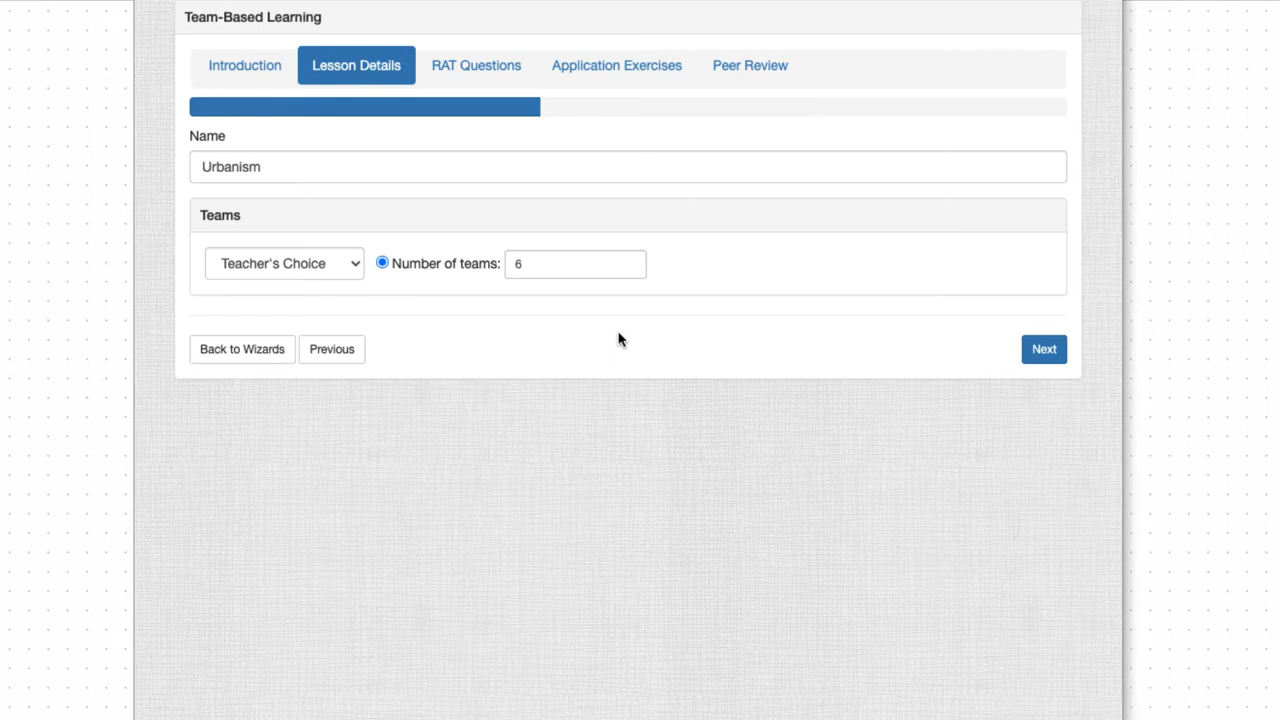 Team-Based Learning
Introduction Lesson Details RAT Questions Application Exercises Peer Review
Name
Urbanism
Teams
Teacher's Choice Number of teams: 6
Back to Wizards Previous Next